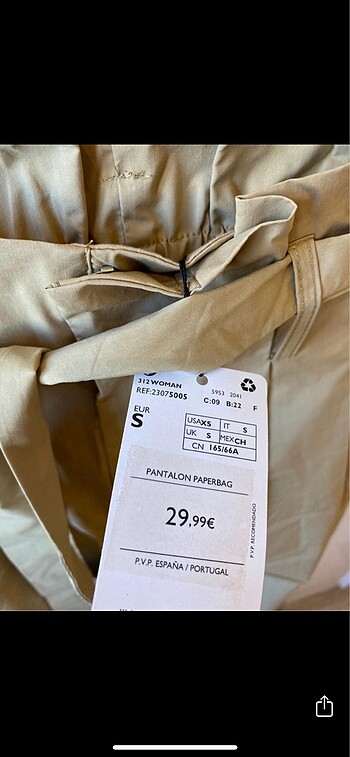 312 WOMAN
REF:23075005
5953 2041
C:09 B:22 F
EUR
S
USA XS IT S
UK S MEX CH
CN 165/66A
PANTALON PAPERBAG
29,99€
P.V.P. ESPAÑA / PORTUGAL
P.V.P. RECOMENDADO